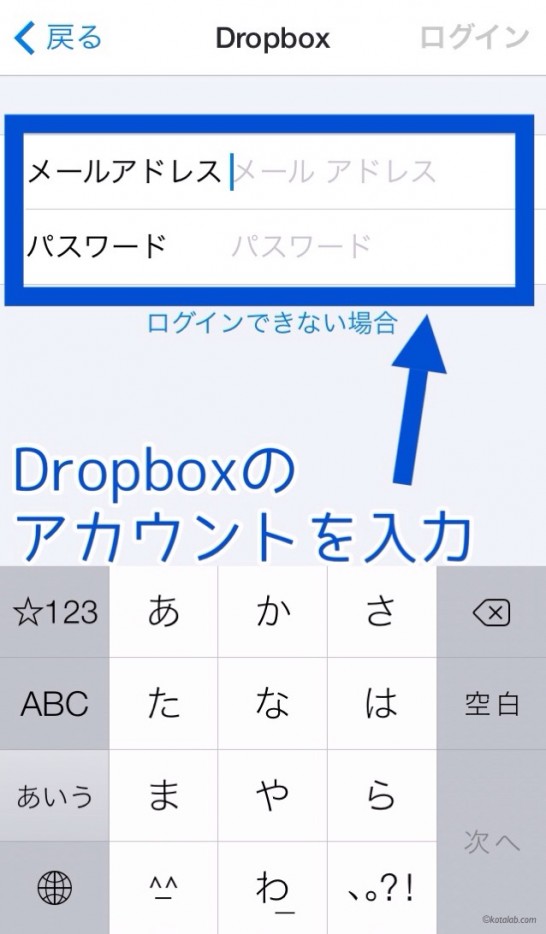 戻る Dropbox ログイン
メールアドレス メール アドレス
パスワード パスワード
ログインできない場合
Dropboxの
アカウントを入力
☆123 あ か さ
ABC た な は 空白
あいう ま や ら
次へ
^_^ わ_ 、。?!
©kotalab.com